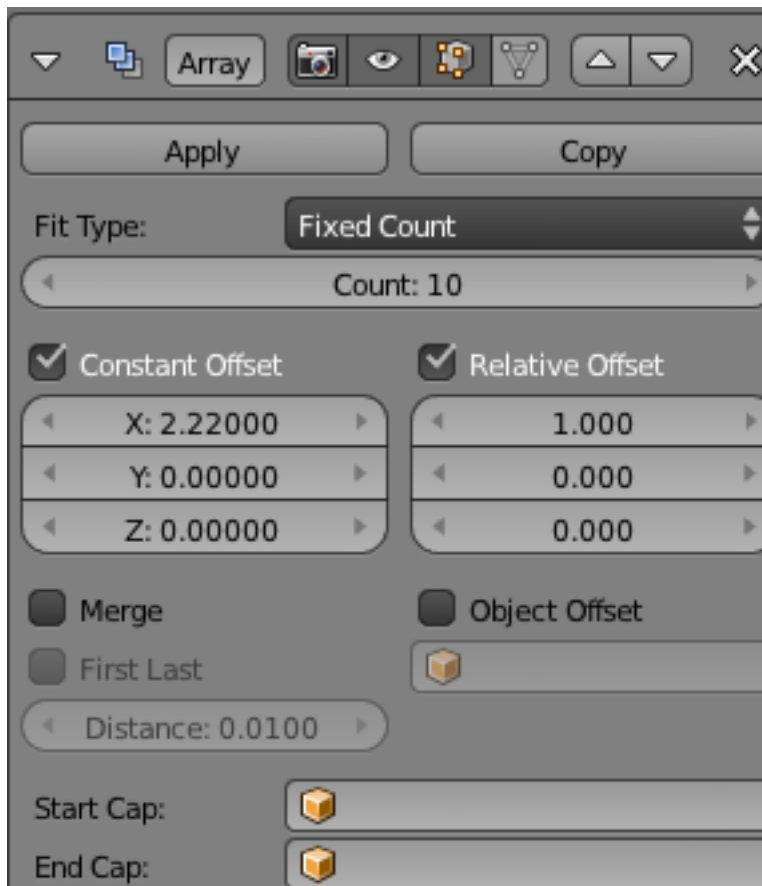 Array
Apply Copy
Fit Type: Fixed Count
Count: 10
Constant Offset Relative Offset
X: 2.22000 1.000
Y: 0.00000 0.000
Z: 0.00000 0.000
Merge Object Offset
First Last
Distance: 0.0100
Start Cap:
End Cap: